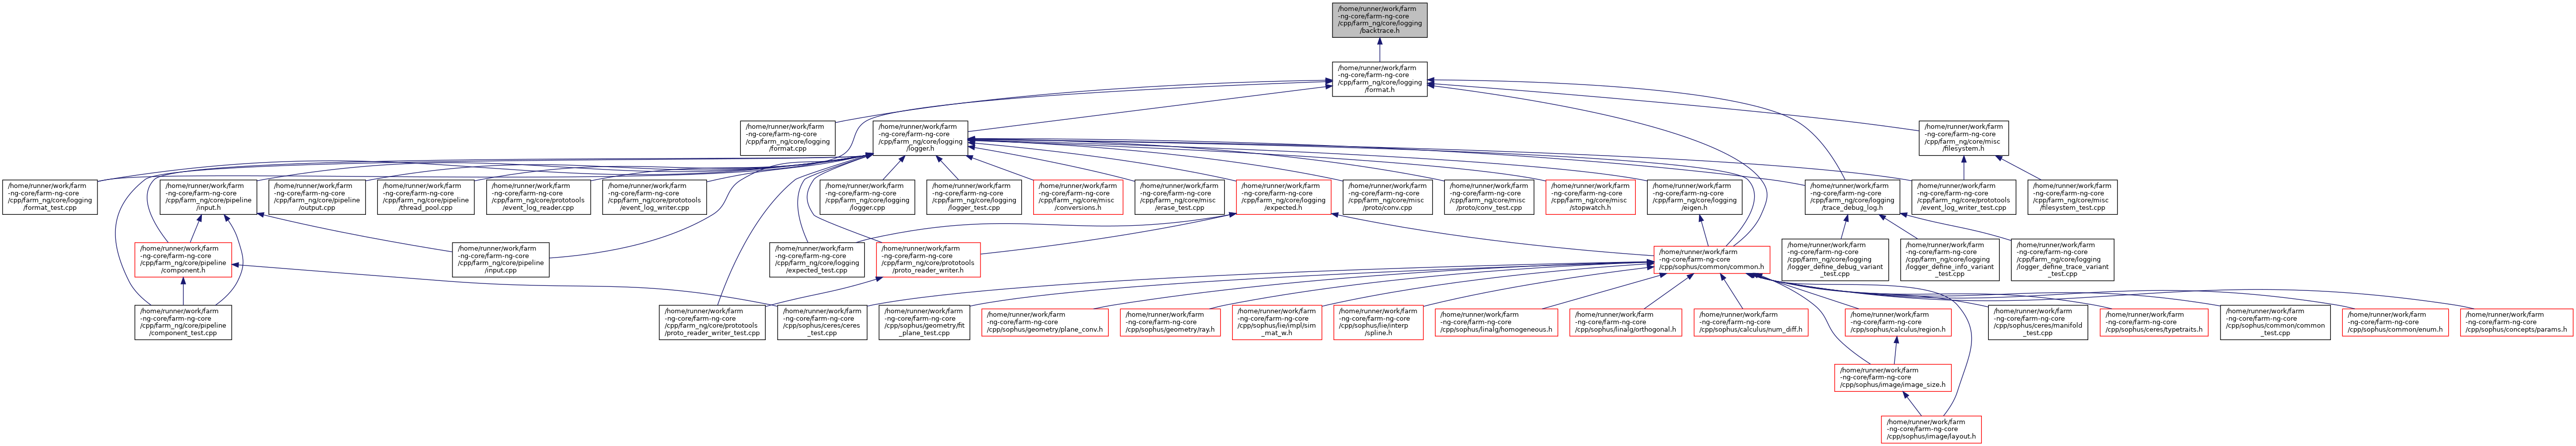 /home/runner/work/farm
-ng-core/farm-ng-core
/cpp/farm_ng/core/logging
/backtrace.h
/home/runner/work/farm
-ng-core/farm-ng-core
/cpp/farm_ng/core/logging
/format.h
/home/runner/work/farm
-ng-core/farm-ng-core
/cpp/farm_ng/core/logging
/format.cpp
/home/runner/work/farm
-ng-core/farm-ng-core
/cpp/farm_ng/core/logging
/logger.h
/home/runner/work/farm
-ng-core/farm-ng-core
/cpp/farm_ng/core/misc
/filesystem.h
/home/runner/work/farm
-ng-core/farm-ng-core
/cpp/farm_ng/core/logging
/format_test.cpp
/home/runner/work/farm
-ng-core/farm-ng-core
/cpp/farm_ng/core/pipeline
/input.h
/home/runner/work/farm
-ng-core/farm-ng-core
/cpp/farm_ng/core/pipeline
/output.cpp
/home/runner/work/farm
-ng-core/farm-ng-core
/cpp/farm_ng/core/pipeline
/thread_pool.cpp
/home/runner/work/farm
-ng-core/farm-ng-core
/cpp/farm_ng/core/prototools
/event_log_reader.cpp
/home/runner/work/farm
-ng-core/farm-ng-core
/cpp/farm_ng/core/prototools
/event_log_writer.cpp
/home/runner/work/farm
-ng-core/farm-ng-core
/cpp/farm_ng/core/logging
/logger.cpp
/home/runner/work/farm
-ng-core/farm-ng-core
/cpp/farm_ng/core/logging
/logger_test.cpp
/home/runner/work/farm
-ng-core/farm-ng-core
/cpp/farm_ng/core/misc
/conversions.h
/home/runner/work/farm
-ng-core/farm-ng-core
/cpp/farm_ng/core/misc
/erase_test.cpp
/home/runner/work/farm
-ng-core/farm-ng-core
/cpp/farm_ng/core/logging
/expected.h
/home/runner/work/farm
-ng-core/farm-ng-core
/cpp/farm_ng/core/misc
/proto/conv.cpp
/home/runner/work/farm
-ng-core/farm-ng-core
/cpp/farm_ng/core/misc
/proto/conv_test.cpp
/home/runner/work/farm
-ng-core/farm-ng-core
/cpp/farm_ng/core/misc
/stopwatch.h
/home/runner/work/farm
-ng-core/farm-ng-core
/cpp/farm_ng/core/logging
/eigen.h
/home/runner/work/farm
-ng-core/farm-ng-core
/cpp/farm_ng/core/logging
/trace_debug_log.h
/home/runner/work/farm
-ng-core/farm-ng-core
/cpp/farm_ng/core/prototools
/event_log_writer_test.cpp
/home/runner/work/farm
-ng-core/farm-ng-core
/cpp/farm_ng/core/misc
/filesystem_test.cpp
/home/runner/work/farm
-ng-core/farm-ng-core
/cpp/farm_ng/core/pipeline
/component.h
/home/runner/work/farm
-ng-core/farm-ng-core
/cpp/farm_ng/core/pipeline
/input.cpp
/home/runner/work/farm
-ng-core/farm-ng-core
/cpp/farm_ng/core/logging
/expected_test.cpp
/home/runner/work/farm
-ng-core/farm-ng-core
/cpp/farm_ng/core/prototools
/proto_reader_writer.h
/home/runner/work/farm
-ng-core/farm-ng-core
/cpp/sophus/common/common.h
/home/runner/work/farm
-ng-core/farm-ng-core
/cpp/farm_ng/core/logging
/logger_define_debug_variant
_test.cpp
/home/runner/work/farm
-ng-core/farm-ng-core
/cpp/farm_ng/core/logging
/logger_define_info_variant
_test.cpp
/home/runner/work/farm
-ng-core/farm-ng-core
/cpp/farm_ng/core/logging
/logger_define_trace_variant
_test.cpp
/home/runner/work/farm
-ng-core/farm-ng-core
/cpp/farm_ng/core/pipeline
/component_test.cpp
/home/runner/work/farm
-ng-core/farm-ng-core
/cpp/farm_ng/core/prototools
/proto_reader_writer_test.cpp
/home/runner/work/farm
-ng-core/farm-ng-core
/cpp/sophus/ceres/ceres
_test.cpp
/home/runner/work/farm
-ng-core/farm-ng-core
/cpp/sophus/geometry/fit
_plane_test.cpp
/home/runner/work/farm
-ng-core/farm-ng-core
/cpp/sophus/geometry/plane_conv.h
/home/runner/work/farm
-ng-core/farm-ng-core
/cpp/sophus/geometry/ray.h
/home/runner/work/farm
-ng-core/farm-ng-core
/cpp/sophus/lie/impl/sim
_mat_w.h
/home/runner/work/farm
-ng-core/farm-ng-core
/cpp/sophus/lie/interp
/spline.h
/home/runner/work/farm
-ng-core/farm-ng-core
/cpp/sophus/linalg/homogeneous.h
/home/runner/work/farm
-ng-core/farm-ng-core
/cpp/sophus/linalg/orthogonal.h
/home/runner/work/farm
-ng-core/farm-ng-core
/cpp/sophus/calculus/num_diff.h
/home/runner/work/farm
-ng-core/farm-ng-core
/cpp/sophus/calculus/region.h
/home/runner/work/farm
-ng-core/farm-ng-core
/cpp/sophus/ceres/manifold
_test.cpp
/home/runner/work/farm
-ng-core/farm-ng-core
/cpp/sophus/ceres/typetraits.h
/home/runner/work/farm
-ng-core/farm-ng-core
/cpp/sophus/common/common
_test.cpp
/home/runner/work/farm
-ng-core/farm-ng-core
/cpp/sophus/common/enum.h
/home/runner/work/farm
-ng-core/farm-ng-core
/cpp/sophus/concepts/params.h
/home/runner/work/farm
-ng-core/farm-ng-core
/cpp/sophus/image/image_size.h
/home/runner/work/farm
-ng-core/farm-ng-core
/cpp/sophus/image/layout.h